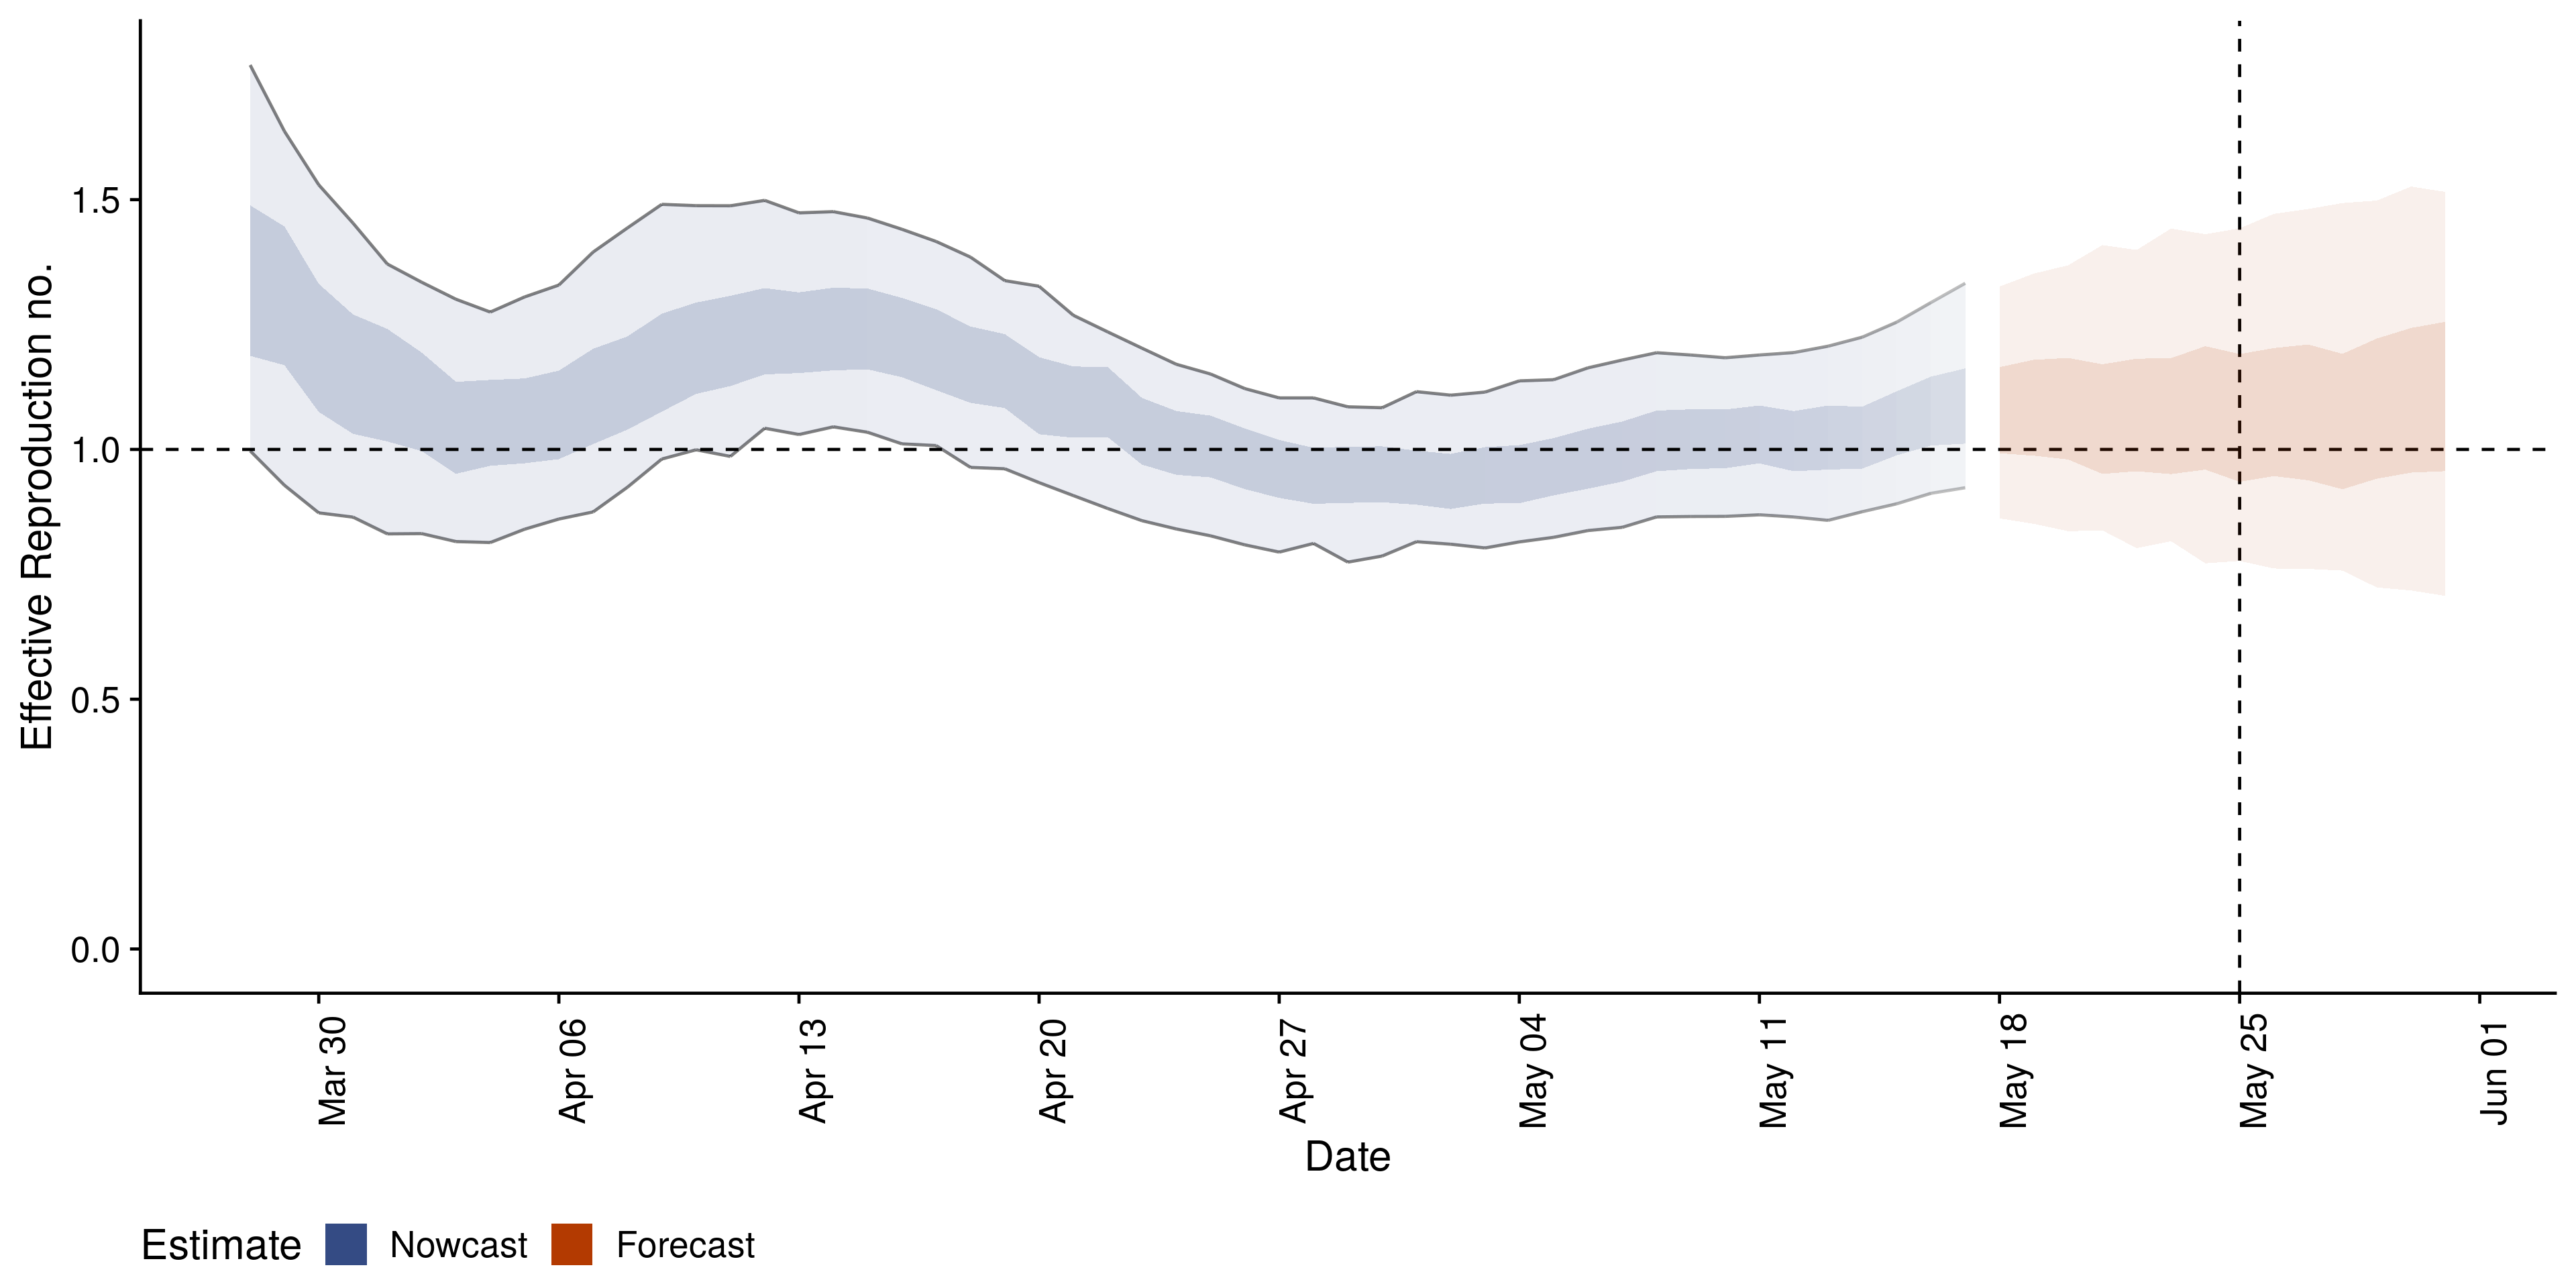 Effective Reproduction no.
1.5
1.0
0.5
0.0
Mar 30
Apr 06
Apr 13
Apr 20
Apr 27
May 04
May 11
May 18
May 25
Jun 01
Date
Estimate Nowcast Forecast